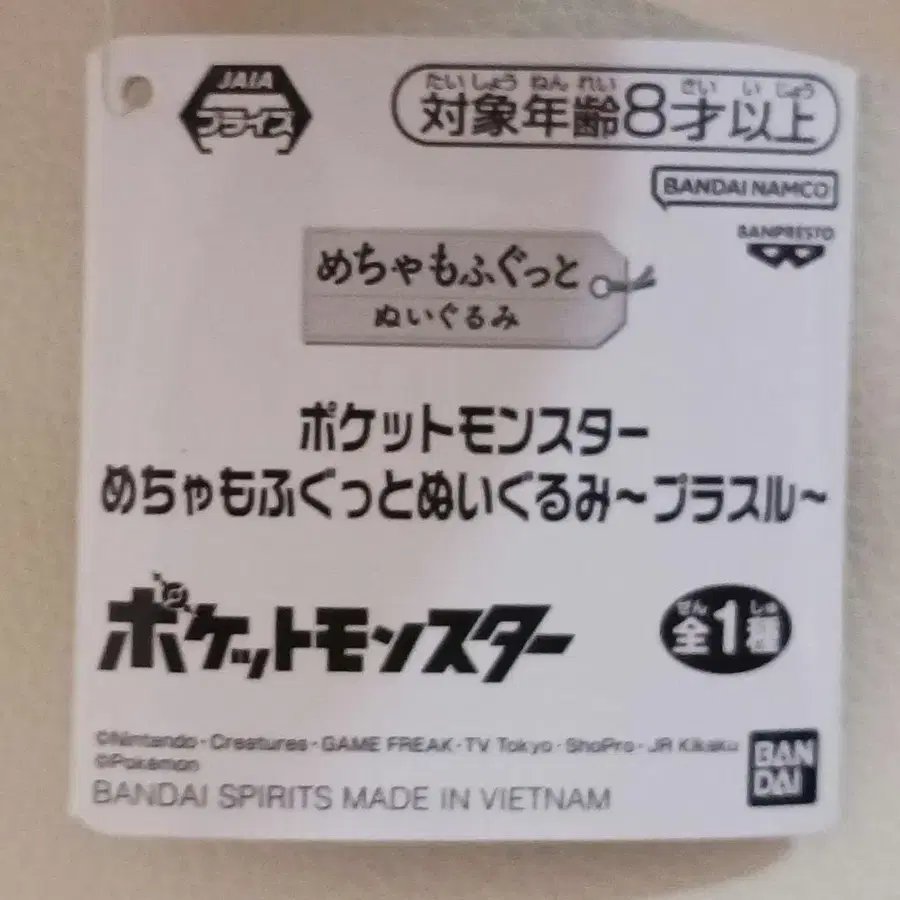 JAIA
プライズ
たいしょう ねんれい さい いじょう
対象年齢8才以上
BANDAI NAMCO
BANPRESTO
めちゃもふぐっと
ぬいぐるみ
ポケットモンスター
めちゃもふぐっとぬいぐるみ～プラスル～
ポケットモンスター
ぜん しゅ
全1種
©Nintendo・Creatures・GAME FREAK・TV Tokyo・ShoPro・JR Kikaku
©Pokémon
BANDAI SPIRITS MADE IN VIETNAM
BAN
DAI